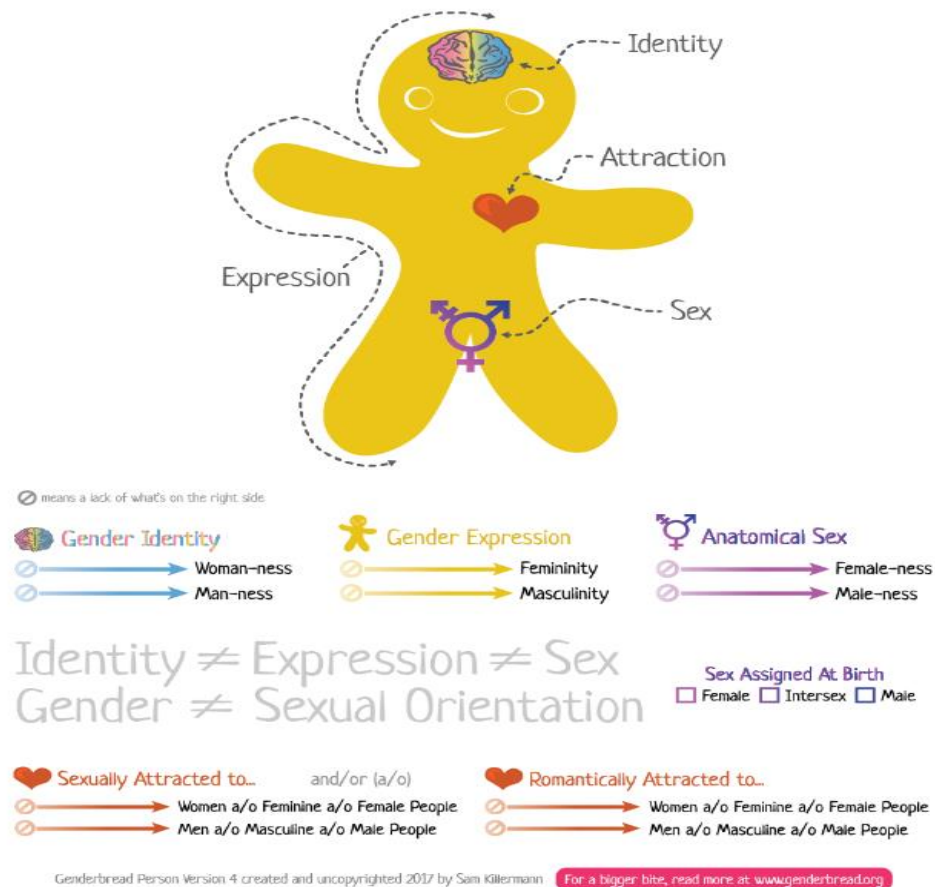 Identity
Attraction
Expression
Sex
means a lack of what's on the right side
Gender Identity
Woman-ness
Man-ness
Gender Expression
Femininity
Masculinity
Anatomical Sex
Female-ness
Male-ness
Identity ≠ Expression ≠ Sex
Gender ≠ Sexual Orientation
Sex Assigned At Birth
Female Intersex Male
Sexually Attracted to... and/or (a/o)
Women a/o Feminine a/o Female People
Men a/o Masculine a/o Male People
Romantically Attracted to...
Women a/o Feminine a/o Female People
Men a/o Masculine a/o Male People
Genderbread Person Version 4 created and uncopyrighted 2017 by Sam Killermann
For a bigger bite, read more at www.genderbread.org